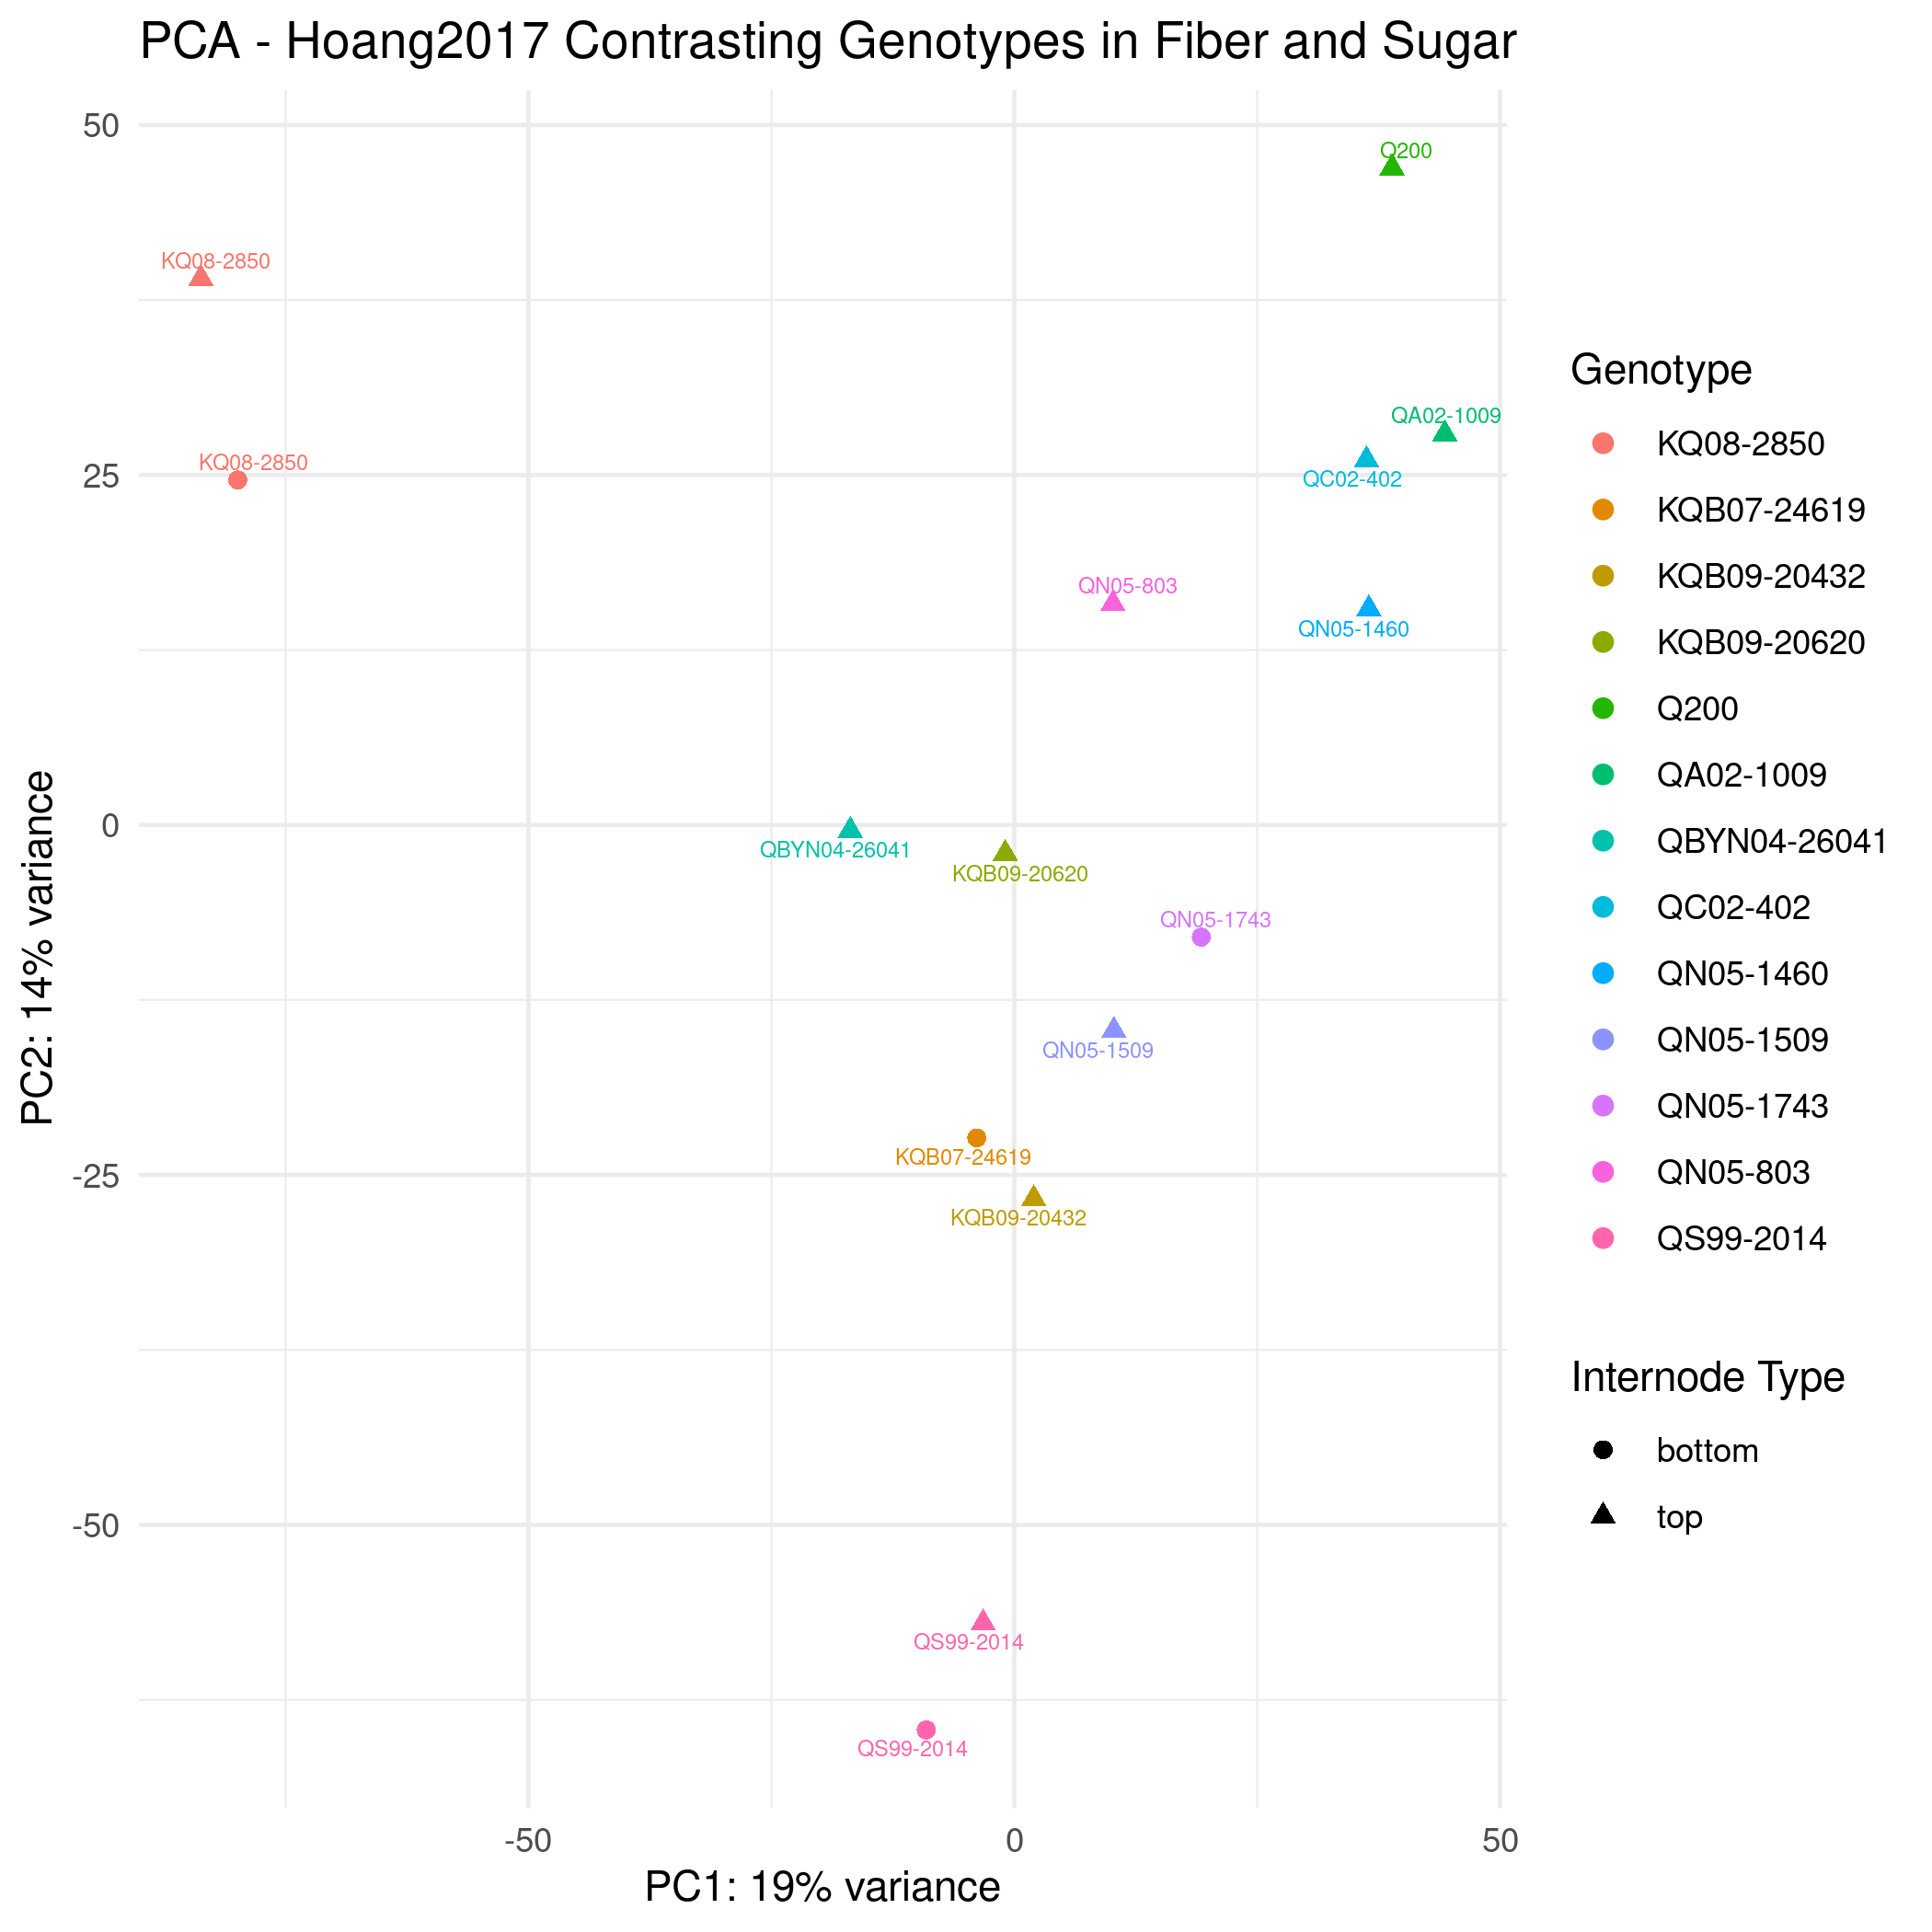 PCA - Hoang2017 Contrasting Genotypes in Fiber and Sugar
PC2: 14% variance
50
25
0
-25
-50
Q200
KQ08-2850
QA02-1009
KQ08-2850
QC02-402
QN05-803
QN05-1460
QBYN04-26041
KQB09-20620
QN05-1743
QN05-1509
KQB07-24619
KQB09-20432
QS99-2014
QS99-2014
-50
0
50
PC1: 19% variance
Genotype
KQ08-2850
KQB07-24619
KQB09-20432
KQB09-20620
Q200
QA02-1009
QBYN04-26041
QC02-402
QN05-1460
QN05-1509
QN05-1743
QN05-803
QS99-2014
Internode Type
bottom
top